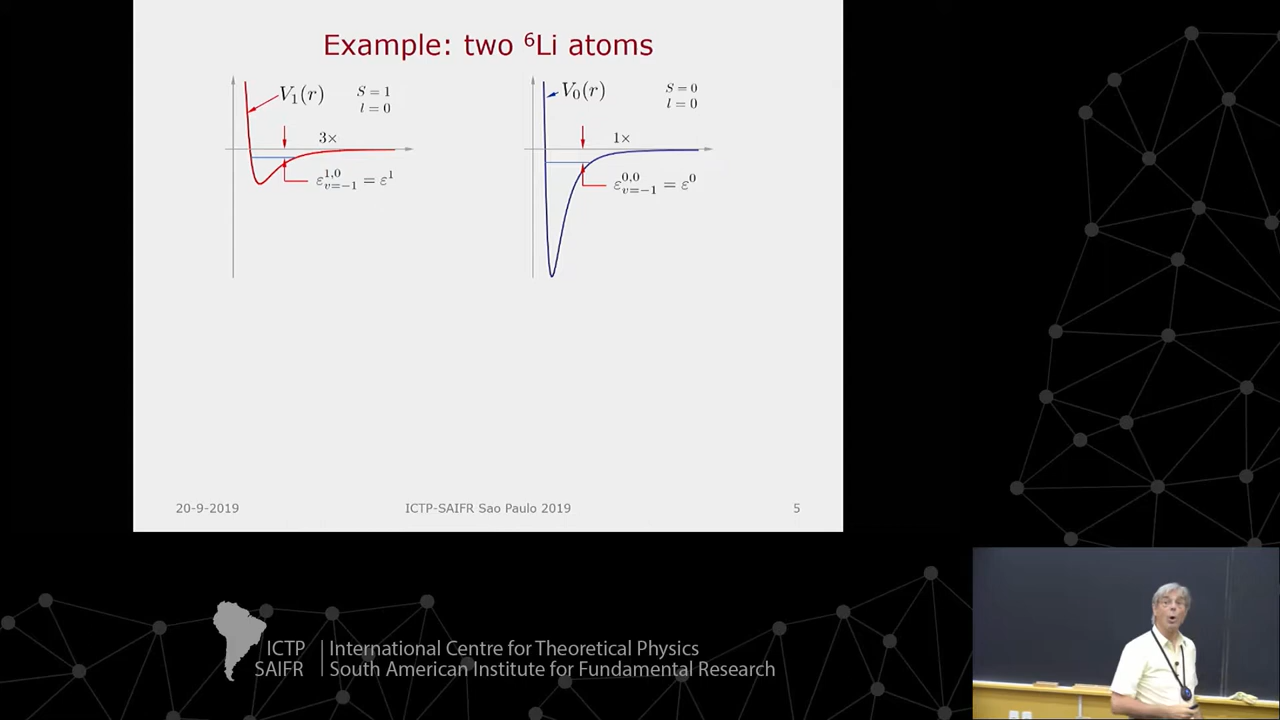 Example: two ⁶Li atoms
V₁(r)
S = 1
l = 0
3×
ε^{1,0}_{v=−1} = ε¹
V₀(r)
S = 0
l = 0
1×
ε^{0,0}_{v=−1} = ε⁰
20-9-2019
ICTP-SAIFR Sao Paulo 2019
5
ICTP
SAIFR
International Centre for Theoretical Physics
South American Institute for Fundamental Research